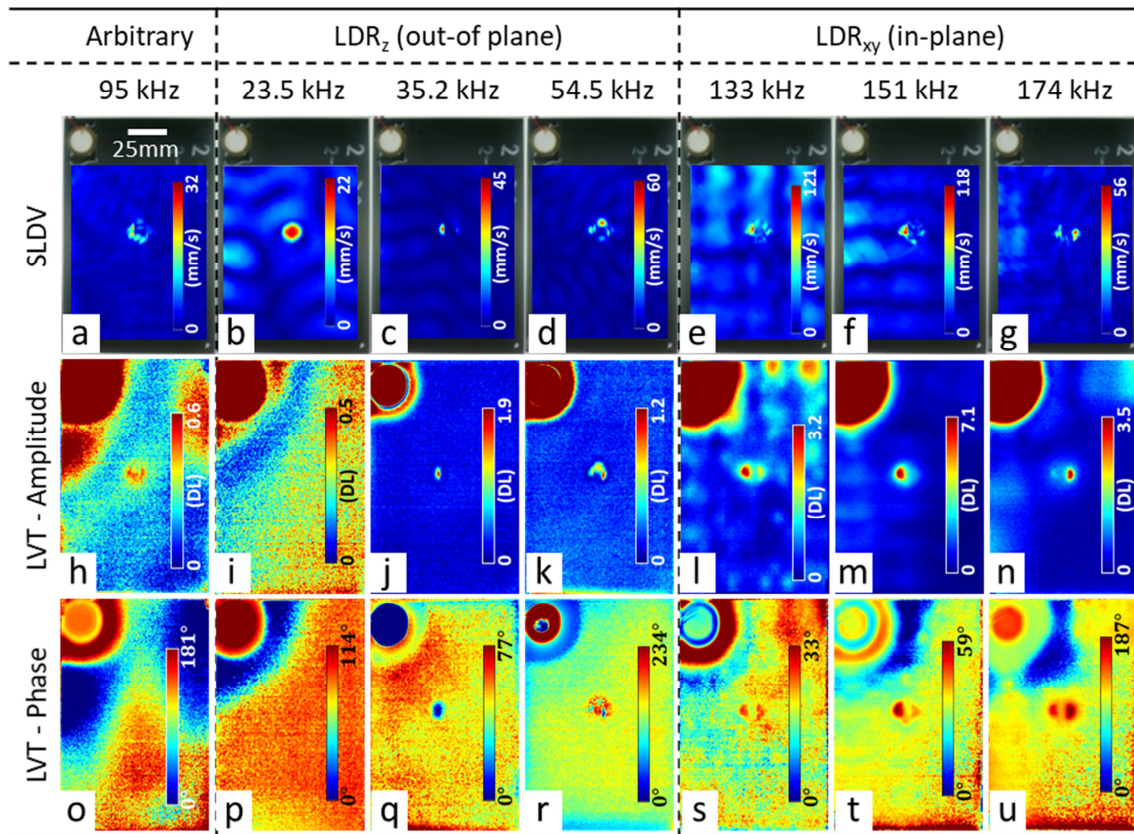 Arbitrary LDRz (out-of plane) LDRxy (in-plane)
95 kHz 23.5 kHz 35.2 kHz 54.5 kHz 133 kHz 151 kHz 174 kHz
SLDV
25mm
0 (mm/s) 32
a
0 (mm/s) 22
b
0 (mm/s) 45
c
0 (mm/s) 60
d
0 (mm/s) 121
e
0 (mm/s) 118
f
0 (mm/s) 56
g
LVT - Amplitude
0 (DL) 0.6
h
0 (DL) 0.5
i
0 (DL) 1.9
j
0 (DL) 1.2
k
0 (DL) 3.2
l
0 (DL) 7.1
m
0 (DL) 3.5
n
LVT - Phase
0° 181°
o
0° 114°
p
0° 77°
q
0° 234°
r
0° 33°
s
0° 59°
t
0° 187°
u